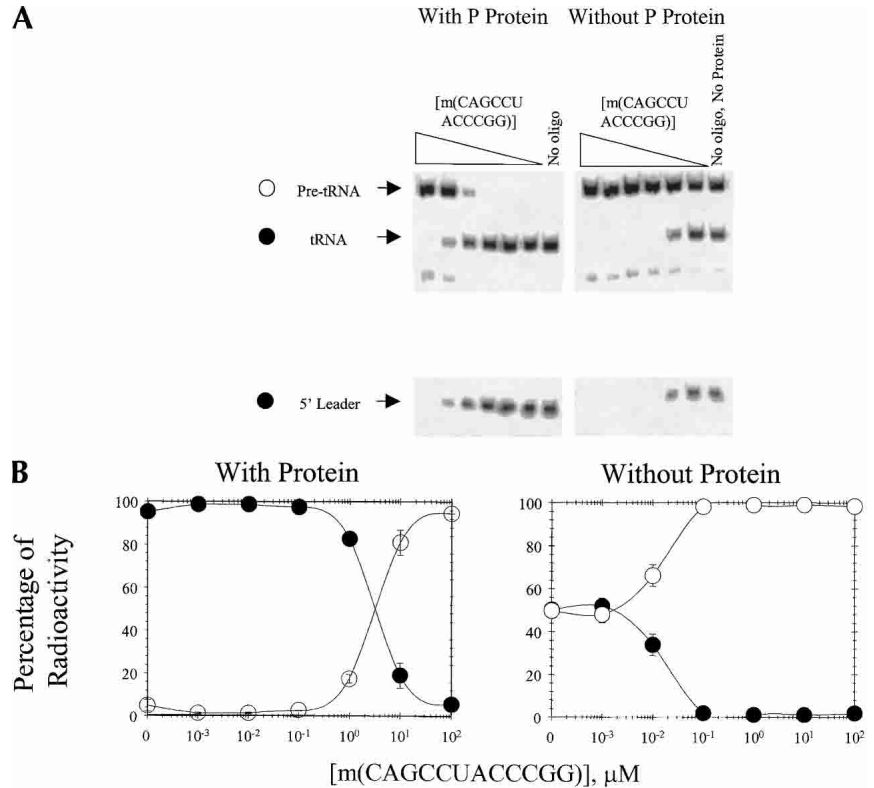 A
With P Protein
Without P Protein
[m(CAGCCU
ACCCGG)]
No oligo
[m(CAGCCU
ACCCGG)]
No oligo, No Protein
Pre-tRNA
tRNA
5' Leader
B
With Protein
Without Protein
Percentage of
Radioactivity
100
80
60
40
20
0
0
10-3
10-2
10-1
10⁰
10¹
10²
100
80
60
40
20
0
0
10-3
10-2
10-1
10⁰
10¹
10²
[m(CAGCCUACCCGG)], µM